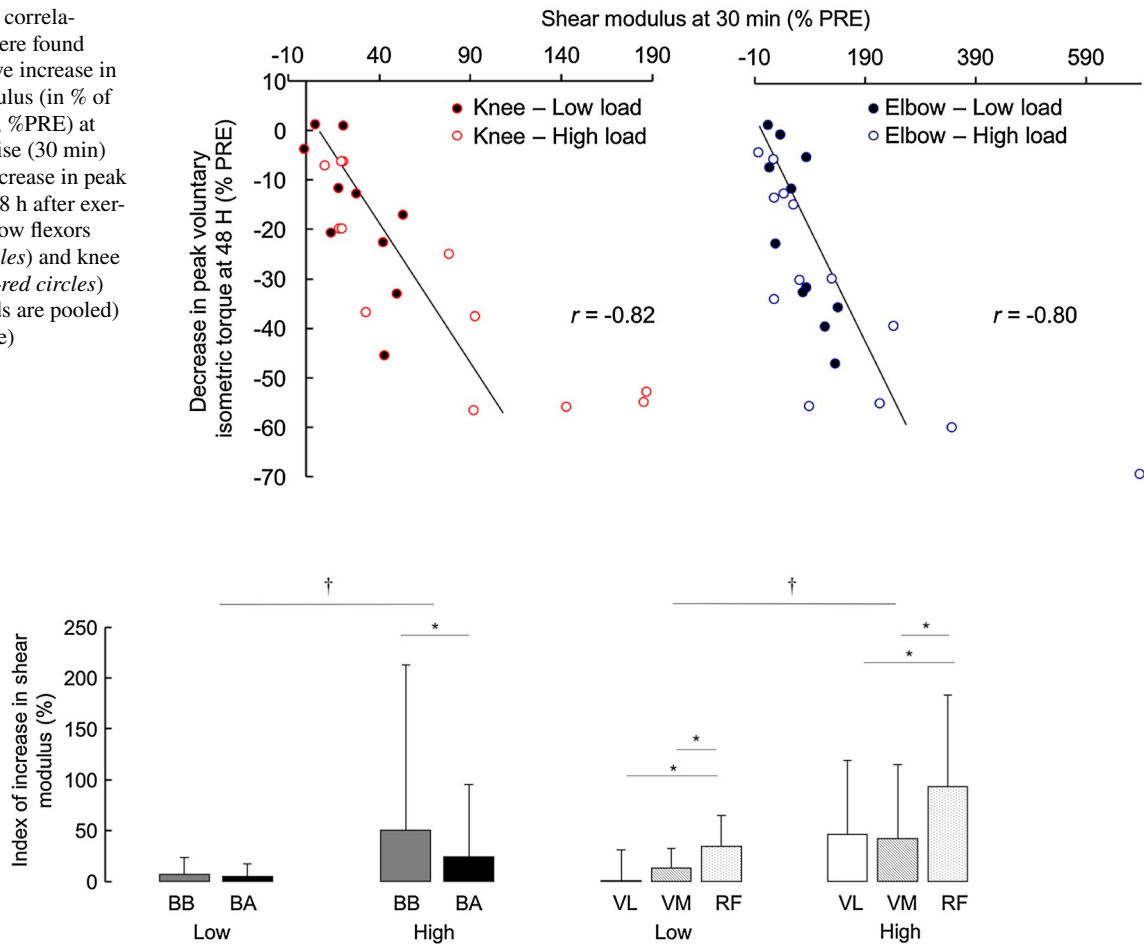 correla-
ere found
ve increase in
ulus (in % of
, %PRE) at
ise (30 min)
crease in peak
8 h after exer-
ow flexors
les) and knee
-red circles)
ls are pooled)
e)
Shear modulus at 30 min (% PRE)
-10 40 90 140 190
-10 190 390 590
Decrease in peak voluntary
isometric torque at 48 H (% PRE)
10
0
-10
-20
-30
-40
-50
-60
-70
Knee – Low load
Knee – High load
r = -0.82
Elbow – Low load
Elbow – High load
r = -0.80
Index of increase in shear
modulus (%)
250
200
150
100
50
0
†
*
†
*
*
*
*
BB BA BB BA VL VM RF VL VM RF
Low High Low High